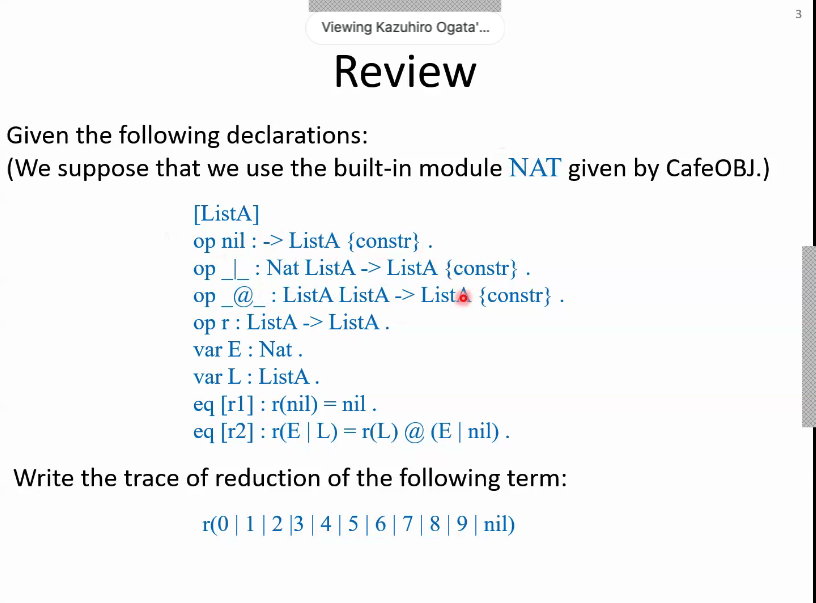 3
Viewing Kazuhiro Ogata'...
Review
Given the following declarations:
(We suppose that we use the built-in module NAT given by CafeOBJ.)
[ListA]
op nil : -> ListA {constr} .
op _|_ : Nat ListA -> ListA {constr} .
op _@_ : ListA ListA -> ListA {constr} .
op r : ListA -> ListA .
var E : Nat .
var L : ListA .
eq [r1] : r(nil) = nil .
eq [r2] : r(E | L) = r(L) @ (E | nil) .
Write the trace of reduction of the following term:
r(0 | 1 | 2 |3 | 4 | 5 | 6 | 7 | 8 | 9 | nil)